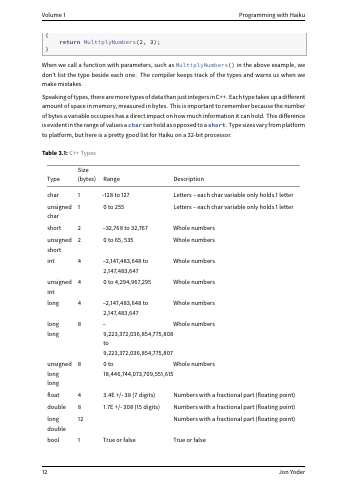 Volume 1 Programming with Haiku
{
return MultiplyNumbers(2, 3);
}
When we call a function with parameters, such as MultiplyNumbers() in the above example, we
don't list the type beside each one. The compiler keeps track of the types and warns us when we
make mistakes.
Speaking of types, there are more types of data than just integers in C++. Each type takes up a different
amount of space in memory, measured in bytes. This is important to remember because the number
of bytes a variable occupies has a direct impact on how much information it can hold. This difference
is evident in the range of values a char can hold as opposed to a short. Type sizes vary from platform
to platform, but here is a pretty good list for Haiku on a 32-bit processor.
Table 3.1: C++ Types
Size
Type (bytes) Range Description
char 1 -128 to 127 Letters – each char variable only holds 1 letter
unsigned 1 0 to 255 Letters – each char variable only holds 1 letter
char
short 2 –32,768 to 32,767 Whole numbers
unsigned 2 0 to 65,535 Whole numbers
short
int 4 –2,147,483,648 to Whole numbers
2,147,483,647
unsigned 4 0 to 4,294,967,295 Whole numbers
int
long 4 –2,147,483,648 to Whole numbers
2,147,483,647
long 8 – Whole numbers
long 9,223,372,036,854,775,808
to
9,223,372,036,854,775,807
unsigned 8 0 to Whole numbers
long 18,446,744,073,709,551,615
long
float 4 3.4E +/- 38 (7 digits) Numbers with a fractional part (floating point)
double 8 1.7E +/- 308 (15 digits) Numbers with a fractional part (floating point)
long 12 Numbers with a fractional part (floating point)
double
bool 1 True or false True or false
12 Jon Yoder